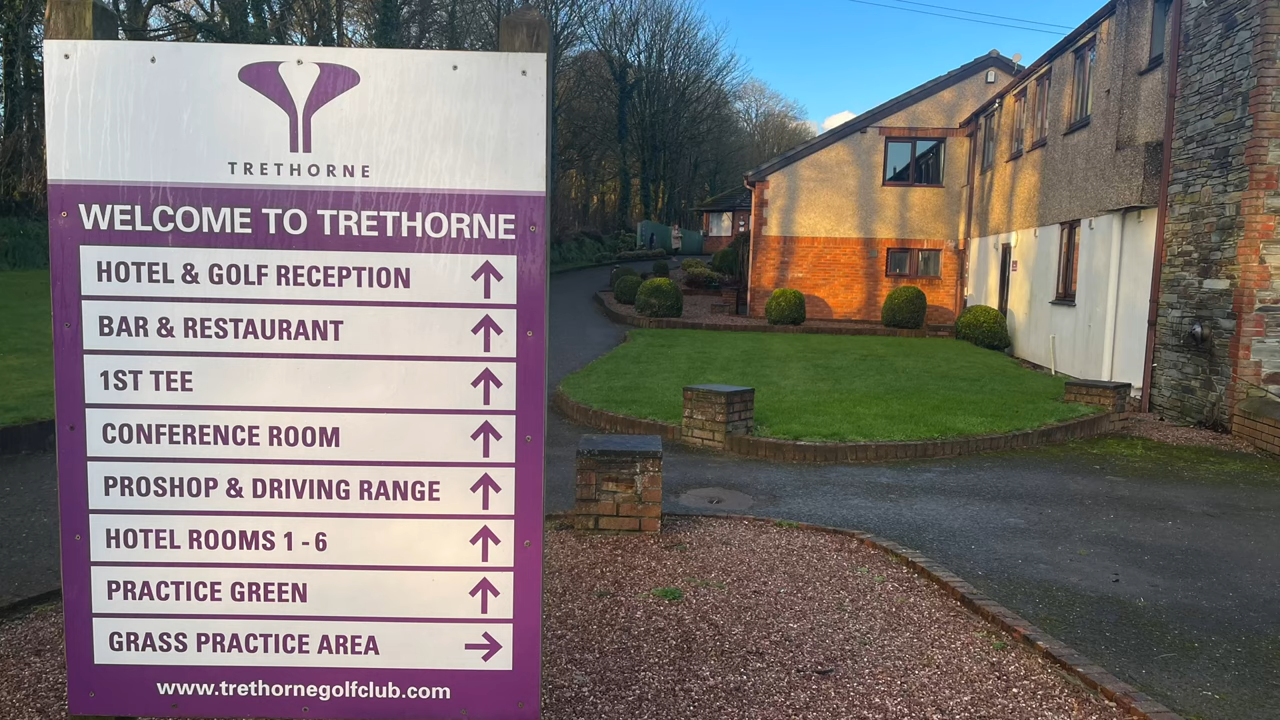 TRETHORNE
WELCOME TO TRETHORNE
HOTEL & GOLF RECEPTION ↑
BAR & RESTAURANT ↑
1ST TEE ↑
CONFERENCE ROOM ↑
PROSHOP & DRIVING RANGE ↑
HOTEL ROOMS 1 - 6 ↑
PRACTICE GREEN ↑
GRASS PRACTICE AREA →
www.trethornegolfclub.com